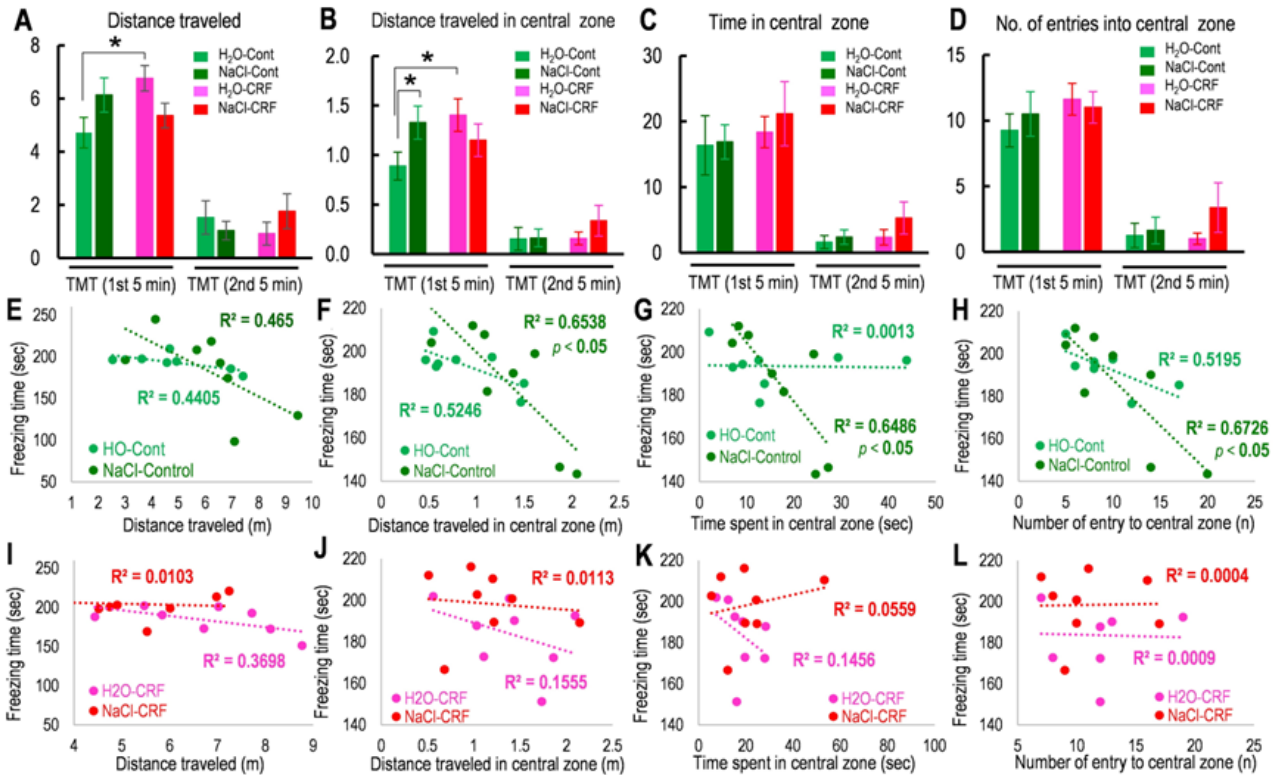 A
Distance traveled
8
6
4
2
0
*
H₂O-Cont
NaCl-Cont
H₂O-CRF
NaCl-CRF
TMT (1st 5 min)
TMT (2nd 5 min)
B
Distance traveled in central zone
2.0
1.5
1.0
0.5
0.0
*
*
H₂O-Cont
NaCl-Cont
H₂O-CRF
NaCl-CRF
TMT (1st 5 min)
TMT (2nd 5 min)
C
Time in central zone
30
20
10
0
H₂O-Cont
NaCl-Cont
H₂O-CRF
NaCl-CRF
TMT (1st 5 min)
TMT (2nd 5 min)
D
No. of entries into central zone
15
10
5
0
H₂O-Cont
NaCl-Cont
H₂O-CRF
NaCl-CRF
TMT (1st 5 min)
TMT (2nd 5 min)
E
Freezing time (sec)
250
200
150
100
50
R² = 0.465
R² = 0.4405
HO-Cont
NaCl-Control
1 2 3 4 5 6 7 8 9 10
Distance traveled (m)
F
Freezing time (sec)
220
200
180
160
140
R² = 0.6538
p < 0.05
R² = 0.5246
HO-Cont
NaCl-Control
0 0.5 1 1.5 2 2.5
Distance traveled in central zone (m)
G
Freezing time (sec)
220
200
180
160
140
R² = 0.0013
R² = 0.6486
p < 0.05
HO-Cont
NaCl-Control
0 10 20 30 40 50
Time spent in central zone (sec)
H
Freezing time (sec)
220
200
180
160
140
R² = 0.5195
R² = 0.6726
p < 0.05
HO-Cont
NaCl-Control
0 5 10 15 20 25
Number of entry to central zone (n)
I
Freezing time (sec)
250
200
150
100
50
R² = 0.0103
R² = 0.3698
H2O-CRF
NaCl-CRF
4 5 6 7 8 9
Distance traveled (m)
J
Freezing time (sec)
220
200
180
160
140
R² = 0.0113
R² = 0.1555
H2O-CRF
NaCl-CRF
0 0.5 1 1.5 2 2.5
Distance traveled in central zone (m)
K
Freezing time (sec)
220
200
180
160
140
R² = 0.0559
R² = 0.1456
H2O-CRF
NaCl-CRF
0 20 40 60 80 100
Time spent in central zone (sec)
L
Freezing time (sec)
220
200
180
160
140
R² = 0.0004
R² = 0.0009
H2O-CRF
NaCl-CRF
5 10 15 20 25
Number of entry to central zone (n)